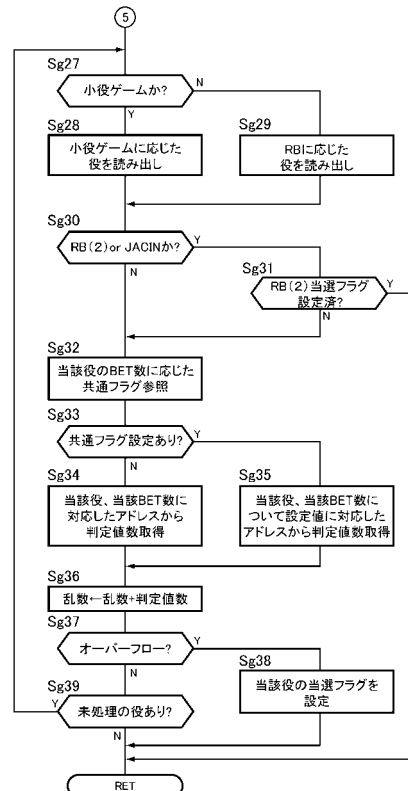 5
Sg27
小役ゲームか?
N
Y
Sg28
小役ゲームに応じた
役を読み出し
Sg29
RBに応じた
役を読み出し
Sg30
RB(2)or JACINか?
Y
N
Sg31
RB(2)当選フラグ
設定済?
Y
N
Sg32
当該役のBET数に応じた
共通フラグ参照
Sg33
共通フラグ設定あり?
Y
N
Sg34
当該役、当該BET数に
対応したアドレスから
判定値数取得
Sg35
当該役、当該BET数に
ついて設定値に対応した
アドレスから判定値数取得
Sg36
乱数←乱数+判定値数
Sg37
オーバーフロー?
Y
N
Sg38
当該役の当選フラグを
設定
Sg39
未処理の役あり?
Y
N
RET